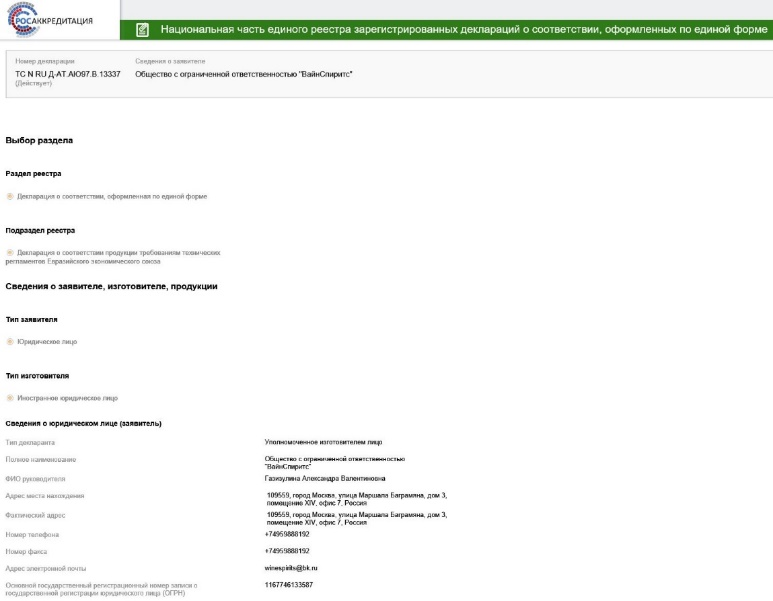 РОСАККРЕДИТАЦИЯ
Национальная часть единого реестра зарегистрированных деклараций о соответствии, оформленных по единой форме
Номер декларации
Сведения о заявителе
ТС N RU Д-АТ.АЮ97.В.13337
Общество с ограниченной ответственностью "ВайнСпиритс"
(Действует)
Выбор раздела
Раздел реестра
Декларация о соответствии, оформленная по единой форме
Подраздел реестра
Декларация о соответствии продукции требованиям технических
регламентов Евразийского экономического союза
Сведения о заявителе, изготовителе, продукции
Тип заявителя
Юридическое лицо
Тип изготовителя
Иностранное юридическое лицо
Сведения о юридическом лице (заявитель)
Тип декларанта
Уполномоченное изготовителем лицо
Полное наименование
Общество с ограниченной ответственностью
"ВайнСпиритс"
ФИО руководителя
Газизулина Александра Валентиновна
Адрес места нахождения
109559, город Москва, улица Маршала Баграмяна, дом 3,
помещение XIV, офис 7, Россия
Фактический адрес
109559, город Москва, улица Маршала Баграмяна, дом 3,
помещение XIV, офис 7, Россия
Номер телефона
+74959888192
Номер факса
+74959888192
Адрес электронной почты
winespirits@bk.ru
Основной государственный регистрационный номер записи о
государственной регистрации юридического лица (ОГРН)
1167746133587